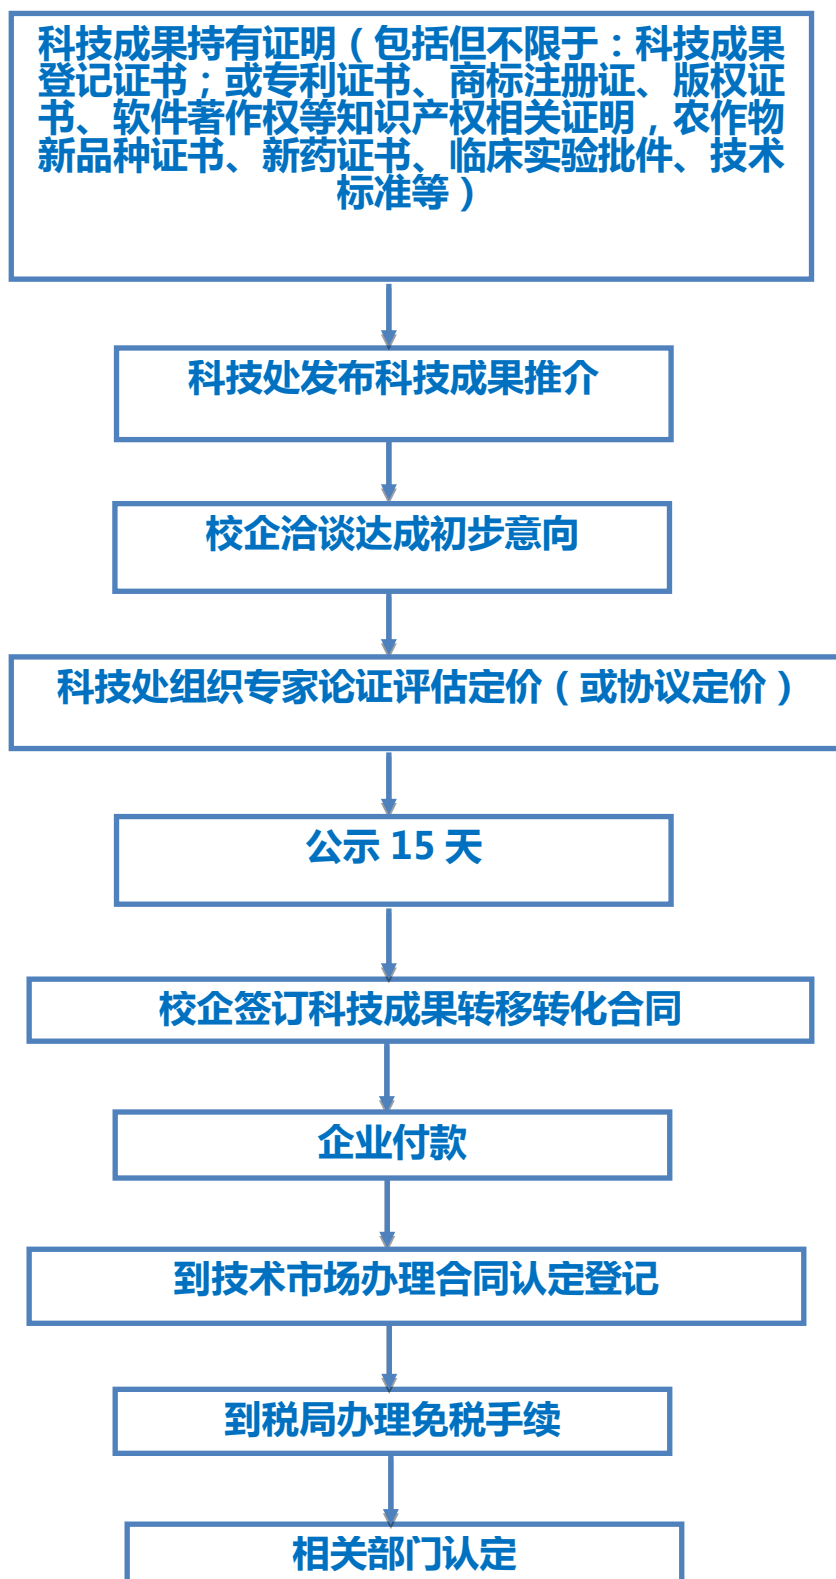 科技成果持有证明（包括但不限于：科技成果
登记证书；或专利证书、商标注册证、版权证
书、软件著作权等知识产权相关证明，农作物
新品种证书、新药证书、临床实验批件、技术
标准等）
科技处发布科技成果推介
校企洽谈达成初步意向
科技处组织专家论证评估定价（或协议定价）
公示 15 天
校企签订科技成果转移转化合同
企业付款
到技术市场办理合同认定登记
到税局办理免税手续
相关部门认定